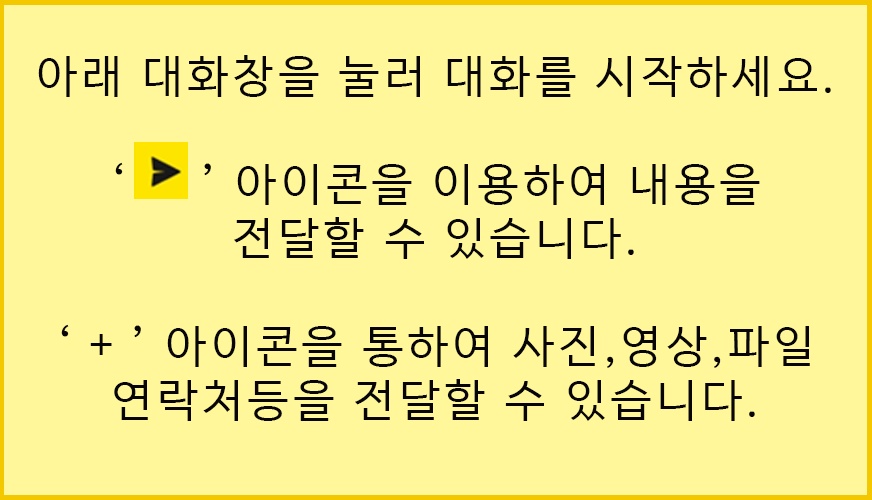 아래 대화창을 눌러 대화를 시작하세요.
‘ ’ 아이콘을 이용하여 내용을
전달할 수 있습니다.
‘ + ’ 아이콘을 통하여 사진,영상,파일
연락처등을 전달할 수 있습니다.